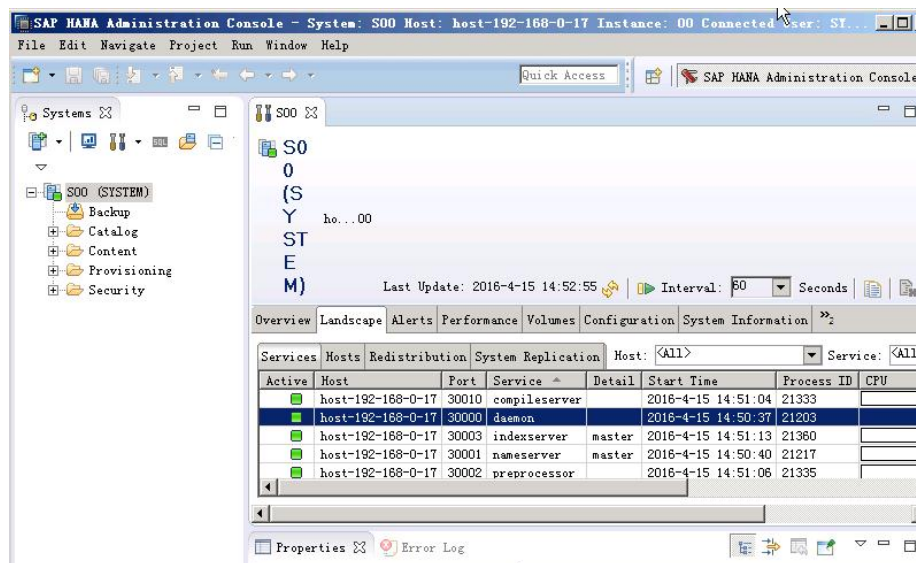 SAP HANA Administration Console - System: S00 Host: host-192-168-0-17 Instance: 00 Connected User: SY...
File Edit Navigate Project Run Window Help
Quick Access
SAP HANA Administration Console
Systems
S00
S00 (SYSTEM)
Backup
Catalog
Content
Provisioning
Security
S0
0
(S
Y
ST
E
M)
ho...00
Last Update: 2016-4-15 14:52:55
Interval: 60 Seconds
Overview Landscape Alerts Performance Volumes Configuration System Information »2
Services Hosts Redistribution System Replication Host: <All> Service: <All
Active Host Port Service Detail Start Time Process ID CPU
host-192-168-0-17 30010 compileserver 2016-4-15 14:51:04 21333
host-192-168-0-17 30000 daemon 2016-4-15 14:50:37 21203
host-192-168-0-17 30003 indexserver master 2016-4-15 14:51:13 21360
host-192-168-0-17 30001 nameserver master 2016-4-15 14:50:40 21217
host-192-168-0-17 30002 preprocessor 2016-4-15 14:51:06 21335
Properties Error Log